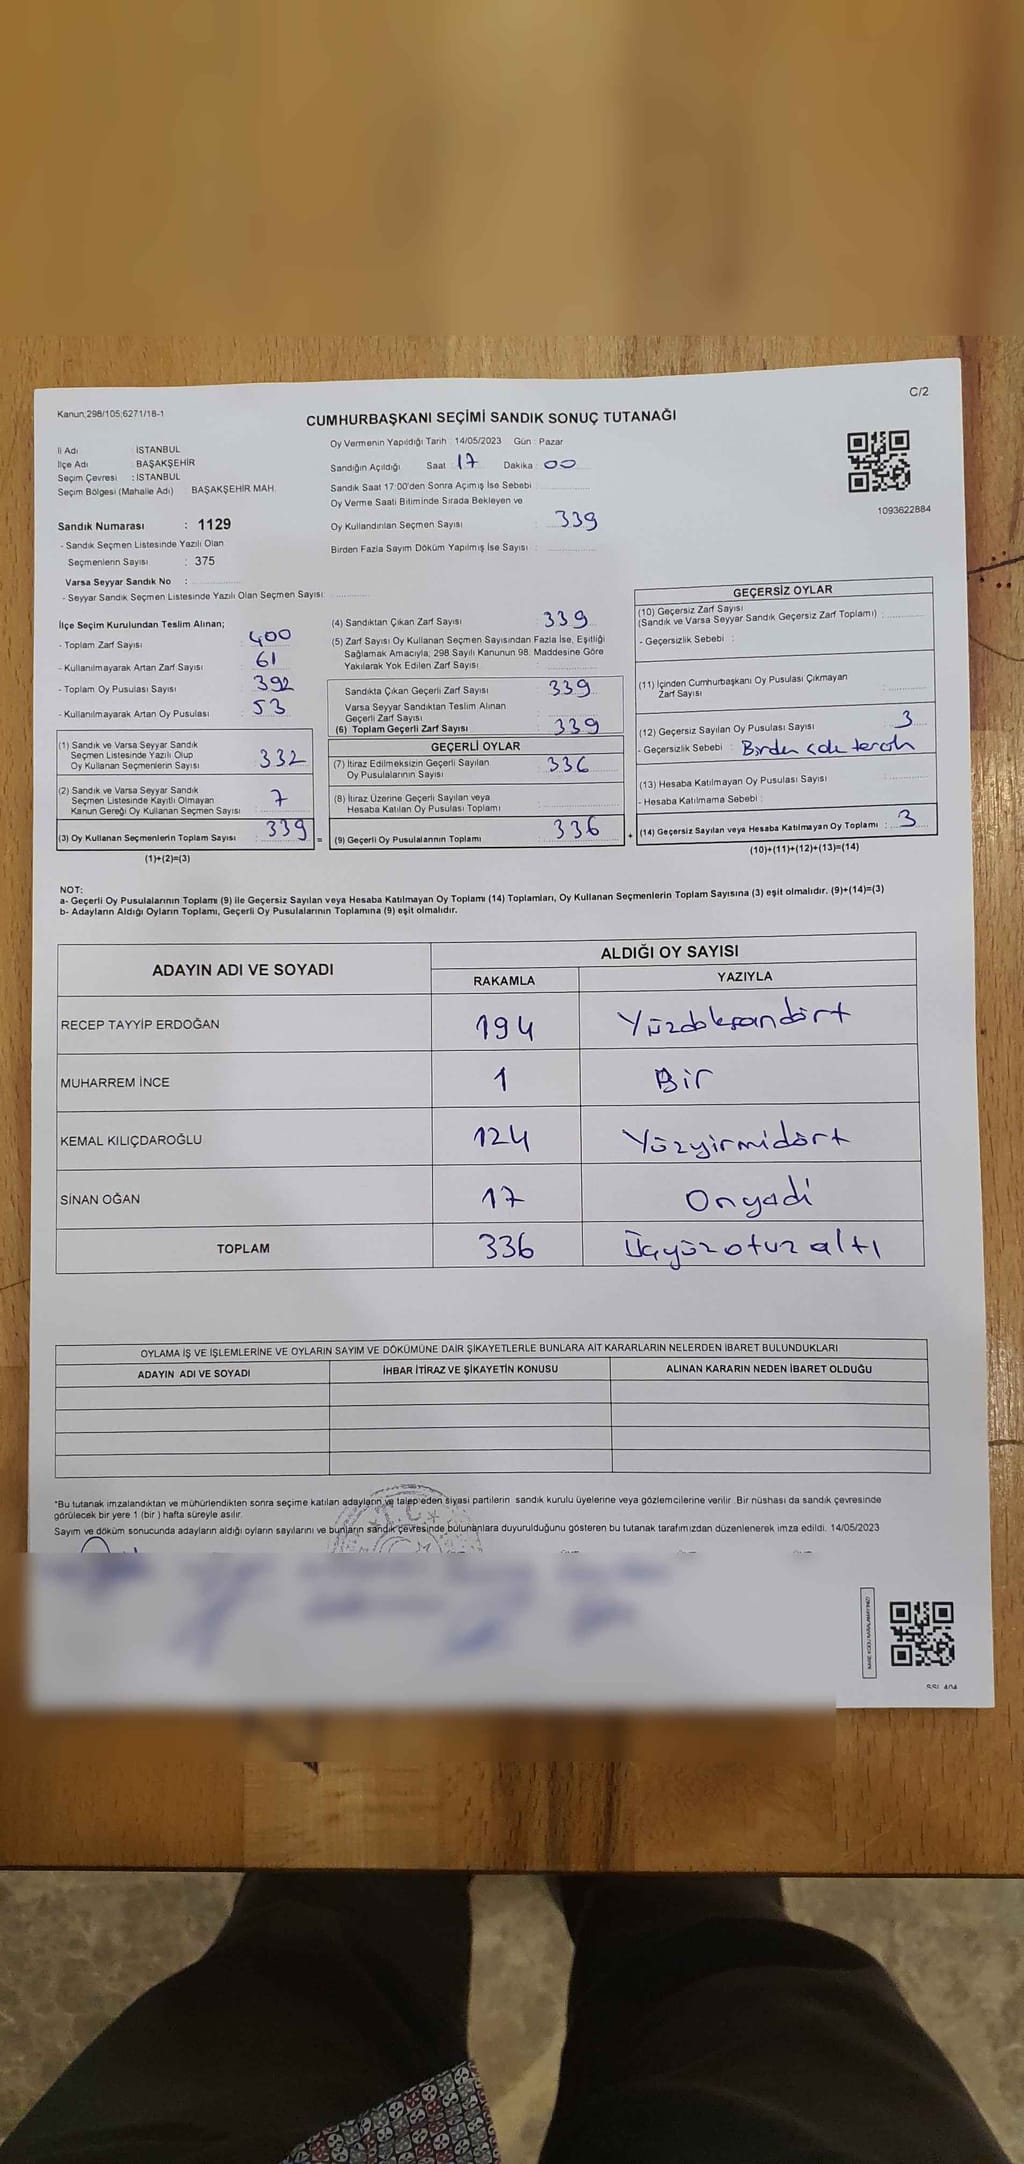 C/2
Kanun;298/105;6271/18-1
CUMHURBAŞKANI SEÇİMİ SANDIK SONUÇ TUTANAĞI
İl Adı : İSTANBUL
İlçe Adı : BAŞAKŞEHİR
Seçim Çevresi : İSTANBUL
Seçim Bölgesi (Mahalle Adı) BAŞAKŞEHİR MAH.
Sandık Numarası : 1129
- Sandık Seçmen Listesinde Yazılı Olan
Seçmenlerin Sayısı : 375
Varsa Seyyar Sandık No :
- Seyyar Sandık Seçmen Listesinde Yazılı Olan Seçmen Sayısı:
Oy Vermenin Yapıldığı Tarih : 14/05/2023 Gün : Pazar
Sandığın Açıldığı Saat : 17 Dakika : 00
Sandık Saat 17:00'den Sonra Açımış İse Sebebi :
Oy Verme Saati Bitiminde Sırada Bekleyen ve
Oy Kullandırılan Seçmen Sayısı : 339
Birden Fazla Sayım Döküm Yapılmış İse Sayısı :
1093622884
İlçe Seçim Kurulundan Teslim Alınan;
- Toplam Zarf Sayısı : 400
- Kullanılmayarak Artan Zarf Sayısı : 61
- Toplam Oy Pusulası Sayısı : 392
- Kullanılmayarak Artan Oy Pusulası : 53
(1) Sandık ve Varsa Seyyar Sandık
Seçmen Listesinde Yazılı Olup
Oy Kullanan Seçmenlerin Sayısı : 332
(2) Sandık ve Varsa Seyyar Sandık
Seçmen Listesinde Kayıtlı Olmayan
Kanun Gereği Oy Kullanan Seçmen Sayısı : 7
(3) Oy Kullanan Seçmenlerin Toplam Sayısı : 339 =
(1)+(2)=(3)
(4) Sandıktan Çıkan Zarf Sayısı : 339
(5) Zarf Sayısı Oy Kullanan Seçmen Sayısından Fazla İse, Eşitliği
Sağlamak Amacıyla; 298 Sayılı Kanunun 98. Maddesine Göre
Yakılarak Yok Edilen Zarf Sayısı :
Sandıkta Çıkan Geçerli Zarf Sayısı : 339
Varsa Seyyar Sandıktan Teslim Alınan
Geçerli Zarf Sayısı :
(6) Toplam Geçerli Zarf Sayısı : 339
GEÇERLİ OYLAR
(7) İtiraz Edilmeksizin Geçerli Sayılan
Oy Pusulalarının Sayısı : 336
(8) İtiraz Üzerine Geçerli Sayılan veya
Hesaba Katılan Oy Pusulası Toplamı :
(9) Geçerli Oy Pusulalarının Toplamı : 336 +
GEÇERSİZ OYLAR
(10) Geçersiz Zarf Sayısı
(Sandık ve Varsa Seyyar Sandık Geçersiz Zarf Toplamı) :
- Geçersizlik Sebebi :
(11) İçinden Cumhurbaşkanı Oy Pusulası Çıkmayan
Zarf Sayısı :
(12) Geçersiz Sayılan Oy Pusulası Sayısı : 3
- Geçersizlik Sebebi : Birden çok tercih
(13) Hesaba Katılmayan Oy Pusulası Sayısı :
- Hesaba Katılmama Sebebi :
(14) Geçersiz Sayılan veya Hesaba Katılmayan Oy Toplamı : 3
(10)+(11)+(12)+(13)=(14)
NOT:
a- Geçerli Oy Pusulalarının Toplamı (9) ile Geçersiz Sayılan veya Hesaba Katılmayan Oy Toplamı (14) Toplamları, Oy Kullanan Seçmenlerin Toplam Sayısına (3) eşit olmalıdır. (9)+(14)=(3)
b- Adayların Aldığı Oyların Toplamı, Geçerli Oy Pusulalarının Toplamına (9) eşit olmalıdır.
ADAYIN ADI VE SOYADI ALDIĞI OY SAYISI
RAKAMLA YAZIYLA
RECEP TAYYİP ERDOĞAN 194 Yüzdoksandört
MUHARREM İNCE 1 Bir
KEMAL KILIÇDAROĞLU 124 Yüzyirmidört
SİNAN OĞAN 17 Onyedi
TOPLAM 336 Üçyüzotuz altı
OYLAMA İŞ VE İŞLEMLERİNE VE OYLARIN SAYIM VE DÖKÜMÜNE DAİR ŞİKAYETLERLE BUNLARA AİT KARARLARIN NELERDEN İBARET BULUNDUKLARI
ADAYIN ADI VE SOYADI İHBAR İTİRAZ VE ŞİKAYETİN KONUSU ALINAN KARARIN NEDEN İBARET OLDUĞU
*Bu tutanak imzalandıktan ve mühürlendikten sonra seçime katılan adayların ve talep eden siyasi partilerin sandık kurulu üyelerine veya gözlemcilerine verilir. Bir nüshası da sandık çevresinde
görülecek bir yere 1 (bir ) hafta süreyle asılır.
Sayım ve döküm sonucunda adayların aldığı oyların sayılarını ve bunların sandık çevresinde bulunanlara duyurulduğunu gösteren bu tutanak tarafımızdan düzenlenerek imza edildi. 14/05/2023
T.C.